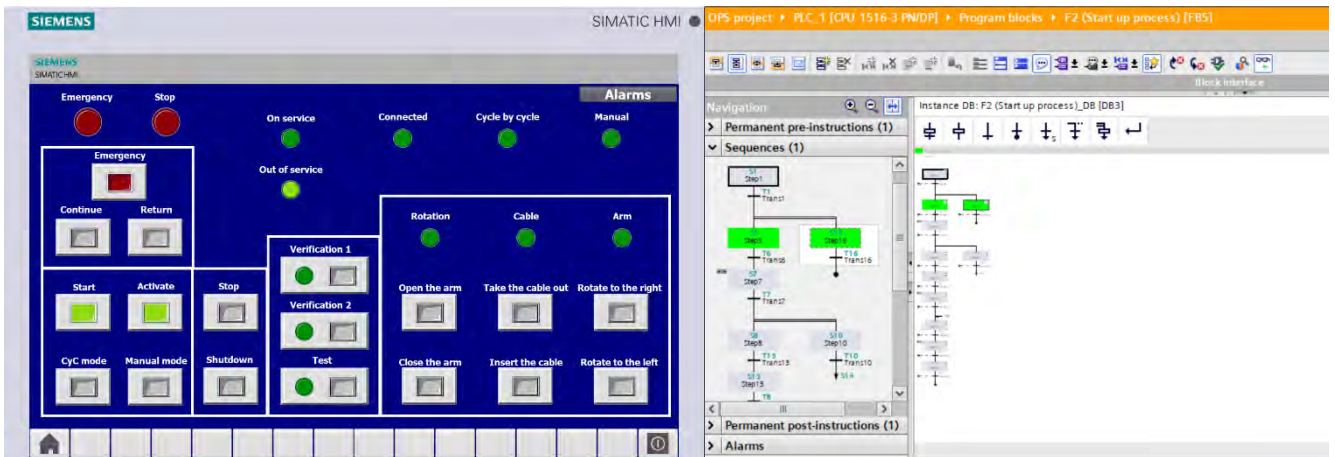 SIEMENS
SIMATIC HMI
SIEMENS
SIMATIC HMI
Alarms
Emergency
Stop
On service
Connected
Cycle by cycle
Manual
Out of service
Emergency
Continue
Return
Rotation
Cable
Arm
Verification 1
Start
Activate
Stop
Open the arm
Take the cable out
Rotate to the right
Verification 2
CyC mode
Manual mode
Shutdown
Test
Close the arm
Insert the cable
Rotate to the left
OPS project ▸ PLC_1 [CPU 1516-3 PN/DP] ▸ Program blocks ▸ F2 (Start up process) [FB5]
Block interface
Navigation
Instance DB: F2 (Start up process)_DB [DB3]
Permanent pre-instructions (1)
Sequences (1)
S1
Step1
T1
Trans1
Step5
Step16
T6
Trans6
T16
Trans16
S7
Step7
T7
Trans7
S8
Step8
S10
Step10
T13
Trans13
T10
Trans10
S13
Step13
S14
T8
Permanent post-instructions (1)
Alarms